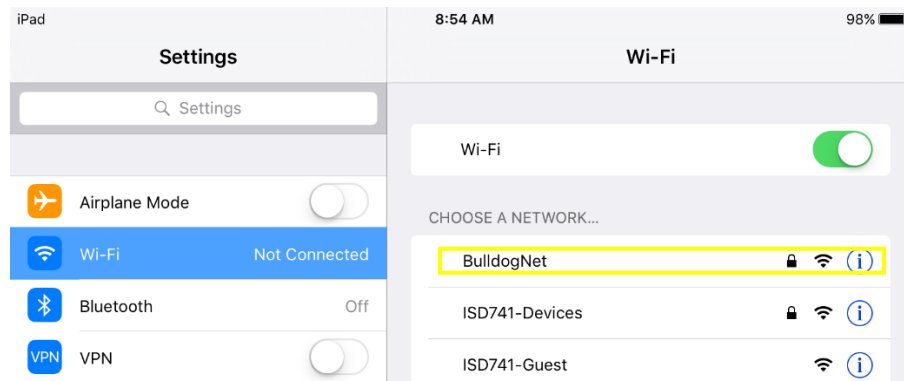 iPad
8:54 AM
98%
Settings
Wi-Fi
Settings
Wi-Fi
Airplane Mode
CHOOSE A NETWORK...
Wi-Fi Not Connected
BulldogNet
Bluetooth Off
ISD741-Devices
VPN VPN
ISD741-Guest